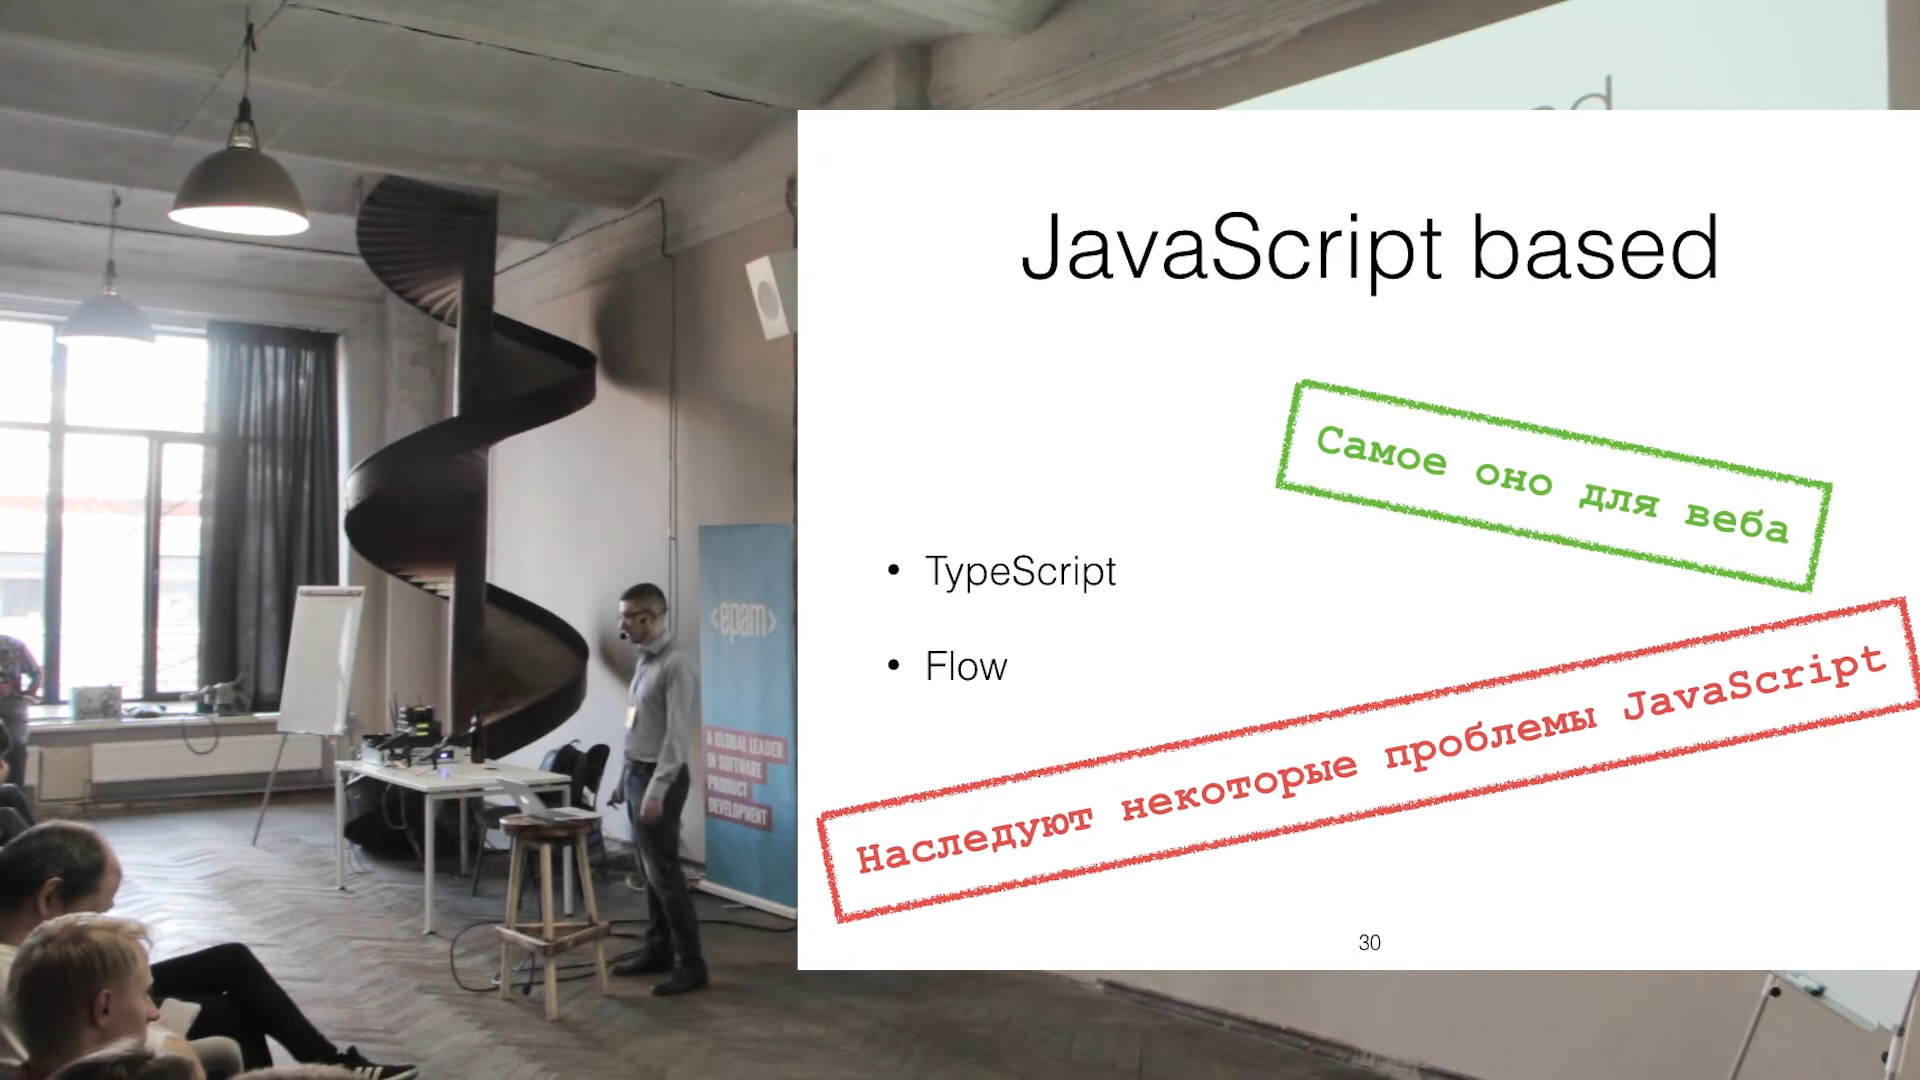 JavaScript based
Самое оно для веба
• TypeScript
• Flow
Наследуют некоторые проблемы JavaScript
30
<epam>
A GLOBAL LEADER
IN SOFTWARE
PRODUCT
DEVELOPMENT